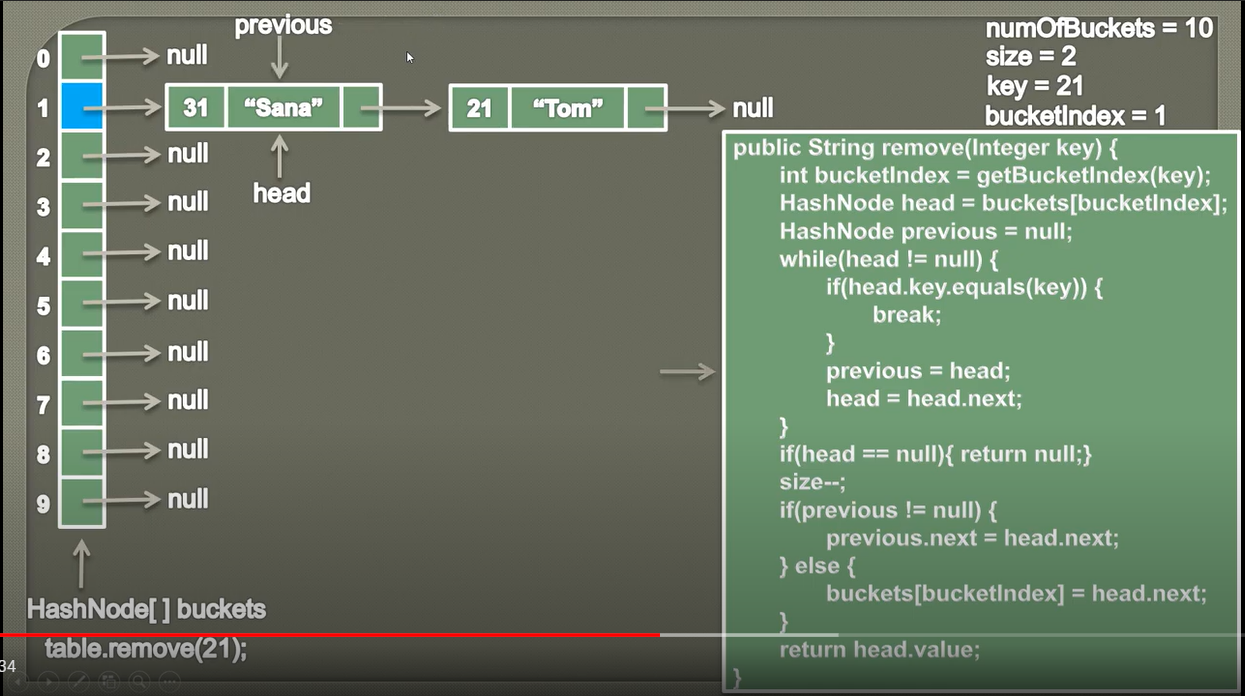 previous
numOfBuckets = 10
size = 2
key = 21
bucketIndex = 1
0 null
1 31 “Sana” 21 “Tom” null
2 null
head
3 null
4 null
5 null
6 null
7 null
8 null
9 null
HashNode[ ] buckets
table.remove(21);
34
public String remove(Integer key) {
int bucketIndex = getBucketIndex(key);
HashNode head = buckets[bucketIndex];
HashNode previous = null;
while(head != null) {
if(head.key.equals(key)) {
break;
}
previous = head;
head = head.next;
}
if(head == null){ return null;}
size--;
if(previous != null) {
previous.next = head.next;
} else {
buckets[bucketIndex] = head.next;
}
return head.value;
}